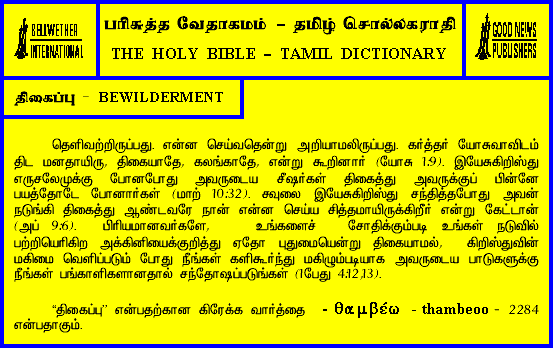 BELLWETHER
INTERNATIONAL
பரிசுத்த வேதாகமம் – தமிழ் சொல்லகராதி
THE HOLY BIBLE – TAMIL DICTIONARY
GOOD NEWS
PUBLISHERS
திகைப்பு – BEWILDERMENT
தெளிவற்றிருப்பது. என்ன செய்வதென்று அறியாமலிருப்பது. கர்த்தர் யோசுவாவிடம்
திட மனதாயிரு, திகையாதே, கலங்காதே, என்று கூறினார் (யோசு 1:9). இயேசுகிறிஸ்து
எருசலேமுக்கு போனபோது அவருடைய சீஷர்கள் திகைத்து அவருக்குப் பின்னே
பயத்தோடே போனார்கள் (மாற் 10:32). சவுலை இயேசுகிறிஸ்து சந்தித்தபோது அவன்
நடுங்கி திகைத்து ஆண்டவரே நான் என்ன செய்ய சித்தமாயிருக்கிறீர் என்று கேட்டான்
(அப் 9:6). பிரியமானவர்களே, உங்களைச் சோதிக்கும்படி உங்கள் நடுவில்
பற்றியெரிகிற அக்கினியைக்குறித்து ஏதோ புதுமையென்று திகையாமல், கிறிஸ்துவின்
மகிமை வெளிப்படும் போது நீங்கள் களிகூர்ந்து மகிழும்படியாக அவருடைய பாடுகளுக்கு
நீங்கள் பங்காளிகளானதால் சந்தோஷப்படுங்கள் (1பேது 4:12,13).
“திகைப்பு” என்பதற்கான கிரேக்க வார்த்தை - θαμβέω - thambeoo - 2284
என்பதாகும்.